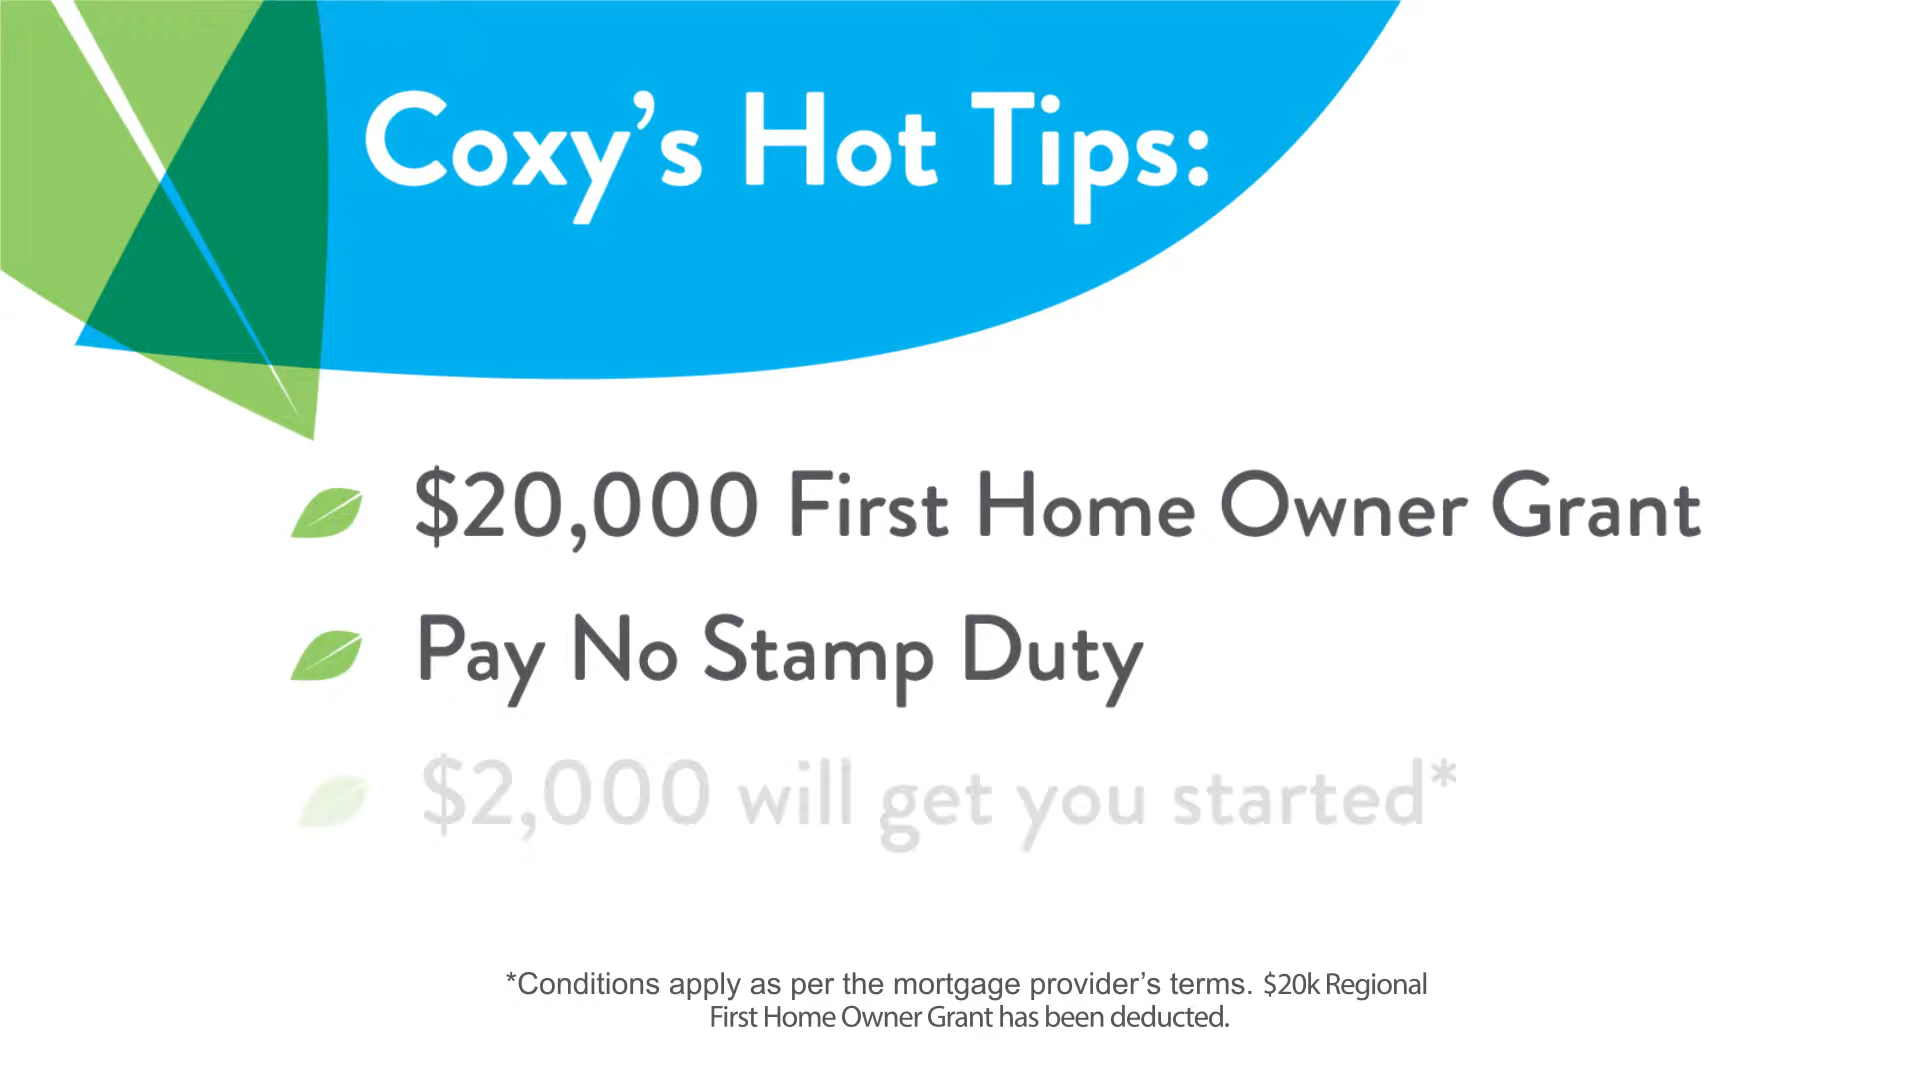 Coxy’s Hot Tips:
$20,000 First Home Owner Grant
Pay No Stamp Duty
$2,000 will get you started*
*Conditions apply as per the mortgage provider’s terms. $20k Regional
First Home Owner Grant has been deducted.